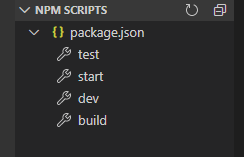 NPM SCRIPTS
{ } package.json
test
start
dev
build